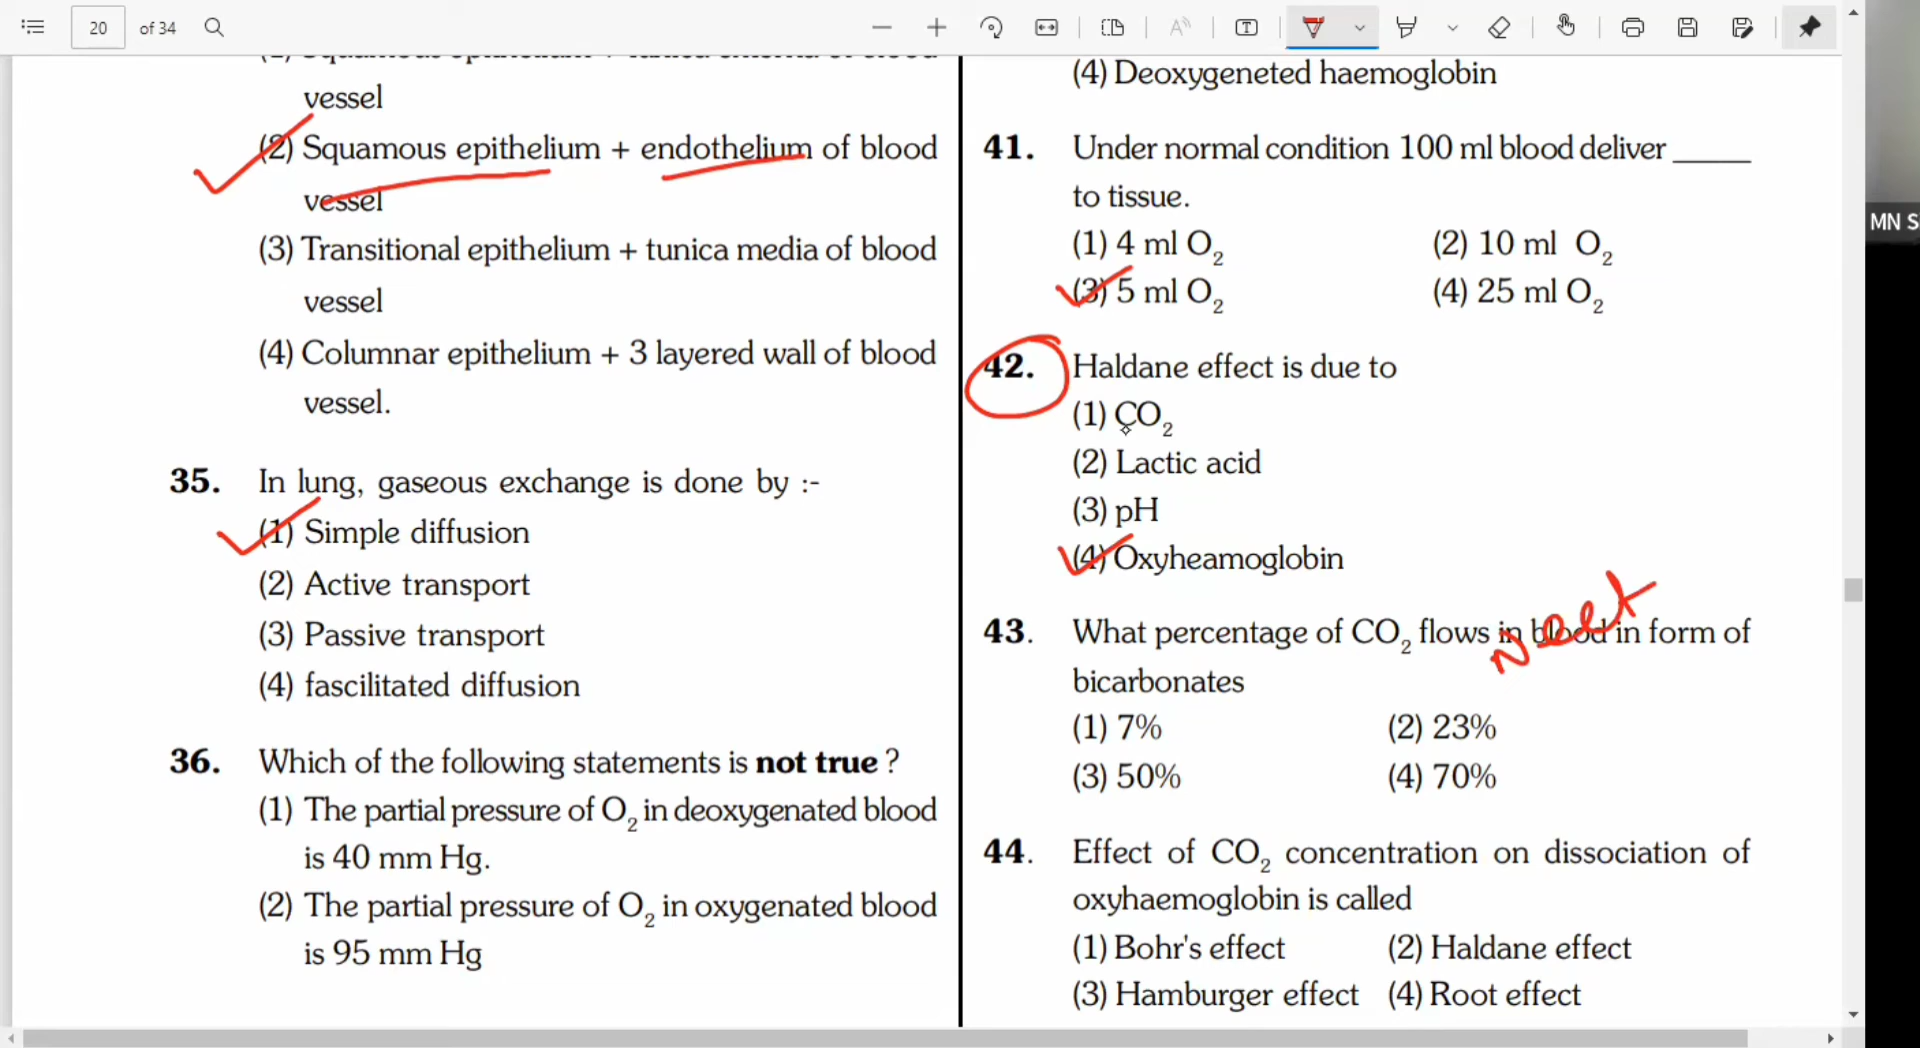 20 of 34
vessel
(2) Squamous epithelium + endothelium of blood
vessel
(3) Transitional epithelium + tunica media of blood
vessel
(4) Columnar epithelium + 3 layered wall of blood
vessel.
35. In lung, gaseous exchange is done by :-
(1) Simple diffusion
(2) Active transport
(3) Passive transport
(4) fascilitated diffusion
36. Which of the following statements is not true ?
(1) The partial pressure of O₂ in deoxygenated blood
is 40 mm Hg.
(2) The partial pressure of O₂ in oxygenated blood
is 95 mm Hg
(4) Deoxygeneted haemoglobin
41. Under normal condition 100 ml blood deliver _____
to tissue.
(1) 4 ml O₂ (2) 10 ml O₂
(3) 5 ml O₂ (4) 25 ml O₂
42. Haldane effect is due to
(1) CO₂
(2) Lactic acid
(3) pH
(4) Oxyheamoglobin
Neet
43. What percentage of CO₂ flows in blood in form of
bicarbonates
(1) 7% (2) 23%
(3) 50% (4) 70%
44. Effect of CO₂ concentration on dissociation of
oxyhaemoglobin is called
(1) Bohr's effect (2) Haldane effect
(3) Hamburger effect (4) Root effect
MN S